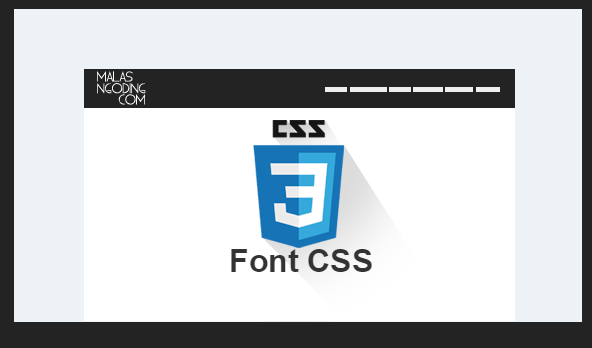 MALAS
NGODING
COM
CSS
3
Font CSS